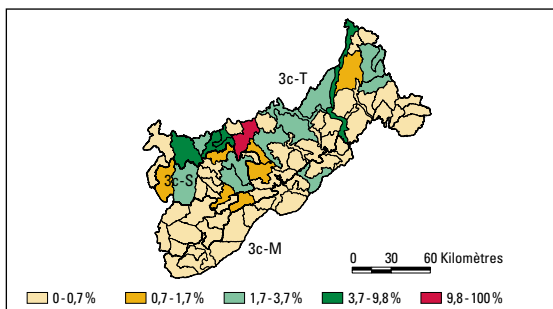 3c-T
3c-S
3c-M
0 30 60 Kilomètres
0-0,7 % 0,7-1,7 % 1,7-3,7 % 3,7-9,8 % 9,8-100 %